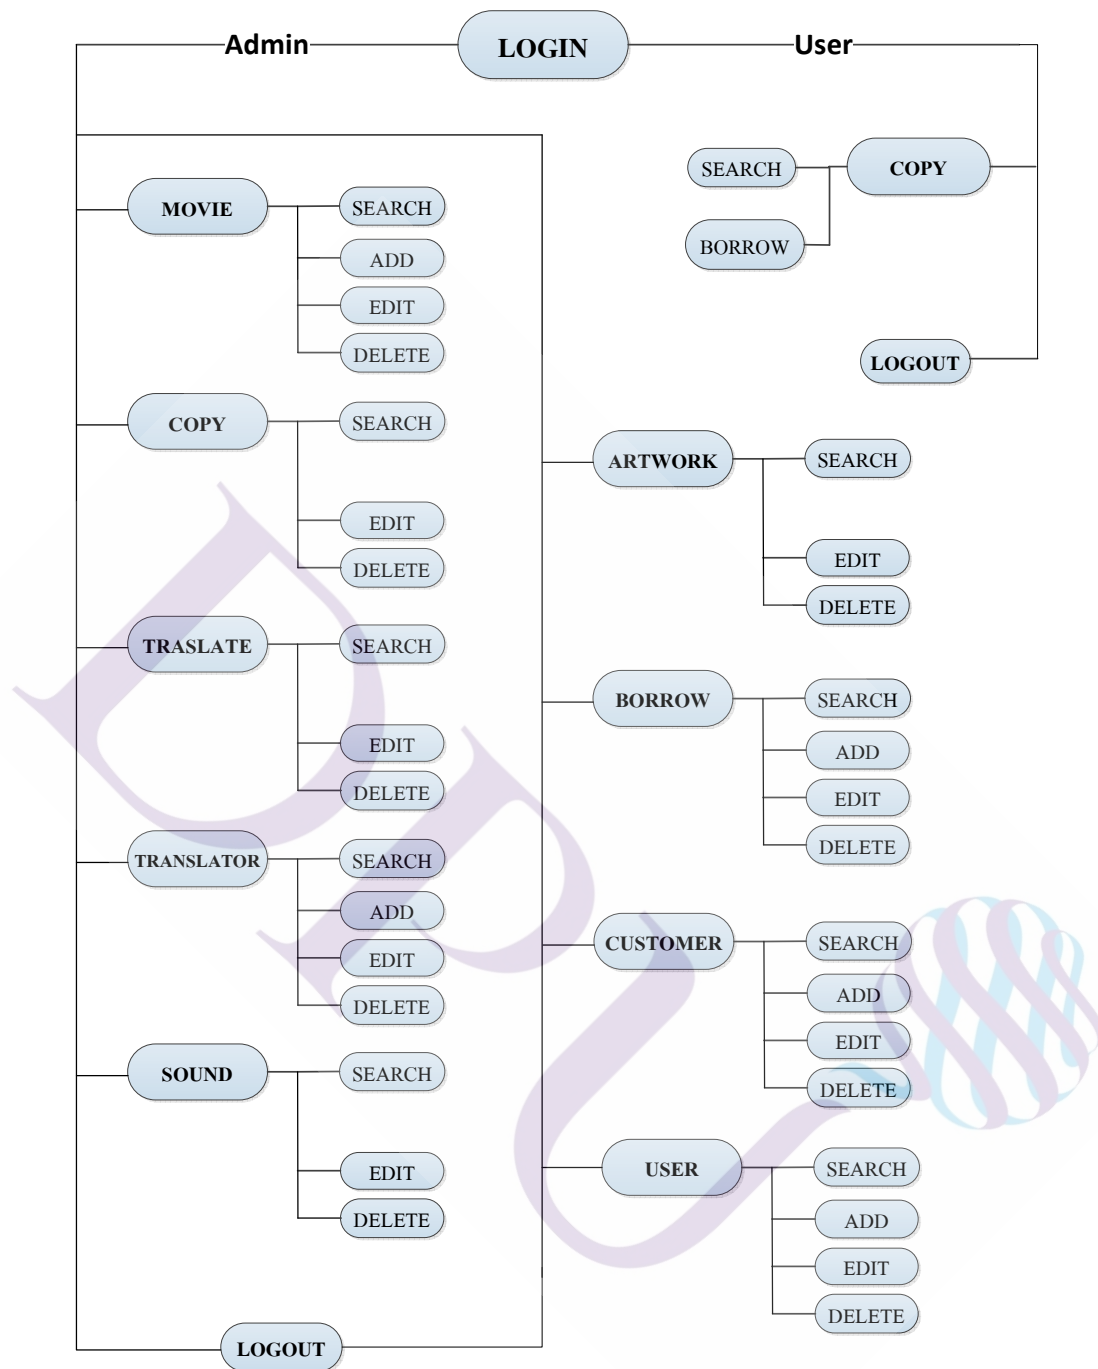 Admin
LOGIN
User
MOVIE
SEARCH
ADD
EDIT
DELETE
COPY
SEARCH
EDIT
DELETE
TRASLATE
SEARCH
EDIT
DELETE
TRANSLATOR
SEARCH
ADD
EDIT
DELETE
SOUND
SEARCH
EDIT
DELETE
LOGOUT
SEARCH
COPY
BORROW
LOGOUT
ARTWORK
SEARCH
EDIT
DELETE
BORROW
SEARCH
ADD
EDIT
DELETE
CUSTOMER
SEARCH
ADD
EDIT
DELETE
USER
SEARCH
ADD
EDIT
DELETE
DPU